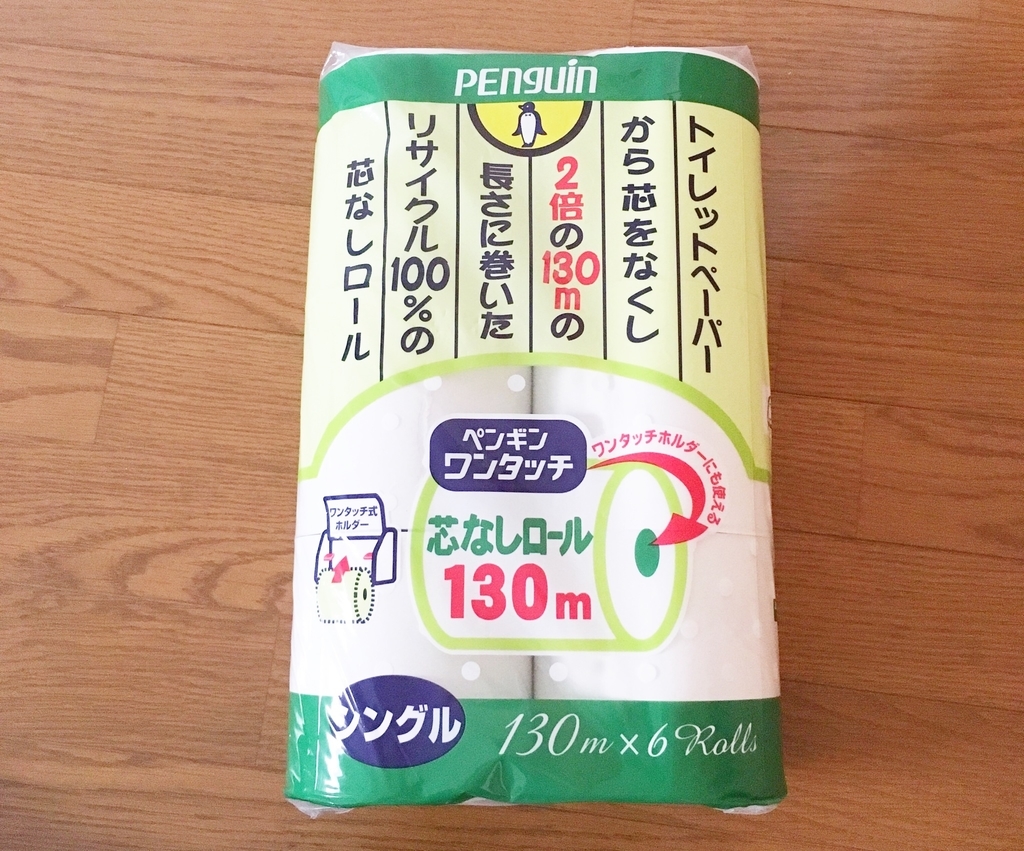 PENGUIN
トイレットペーパー
から芯をなくし
2倍の130mの
長さに巻いた
リサイクル100%の
芯なしロール
ペンギン
ワンタッチ
ワンタッチホルダーにも使える
ワンタッチ式
ホルダー
芯なしロール
130m
シングル
130m×6 Rolls